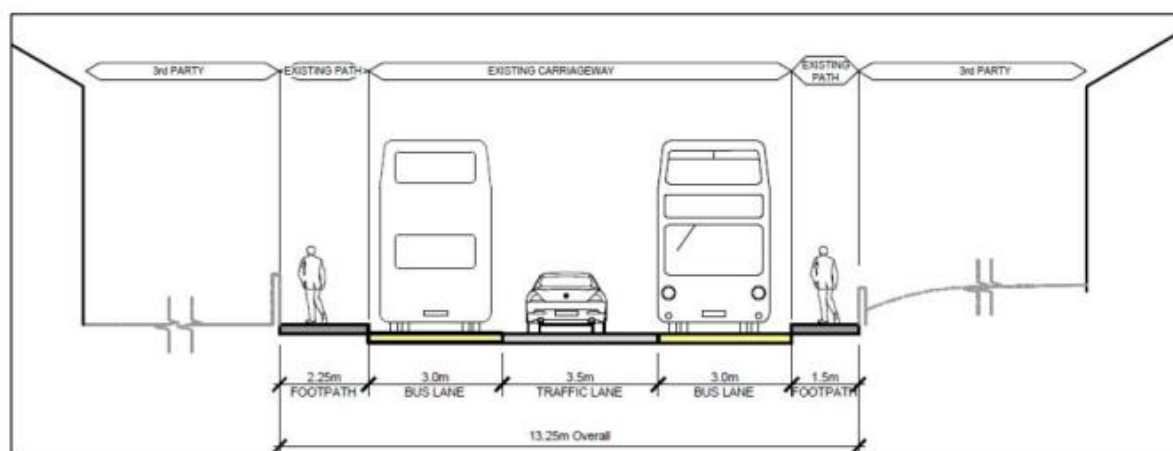 3rd PARTY
EXISTING PATH
EXISTING CARRIAGEWAY
EXISTING
PATH
3rd PARTY
2.25m
FOOTPATH
3.0m
BUS LANE
3.5m
TRAFFIC LANE
3.0m
BUS LANE
1.5m
FOOTPATH
13.25m Overall